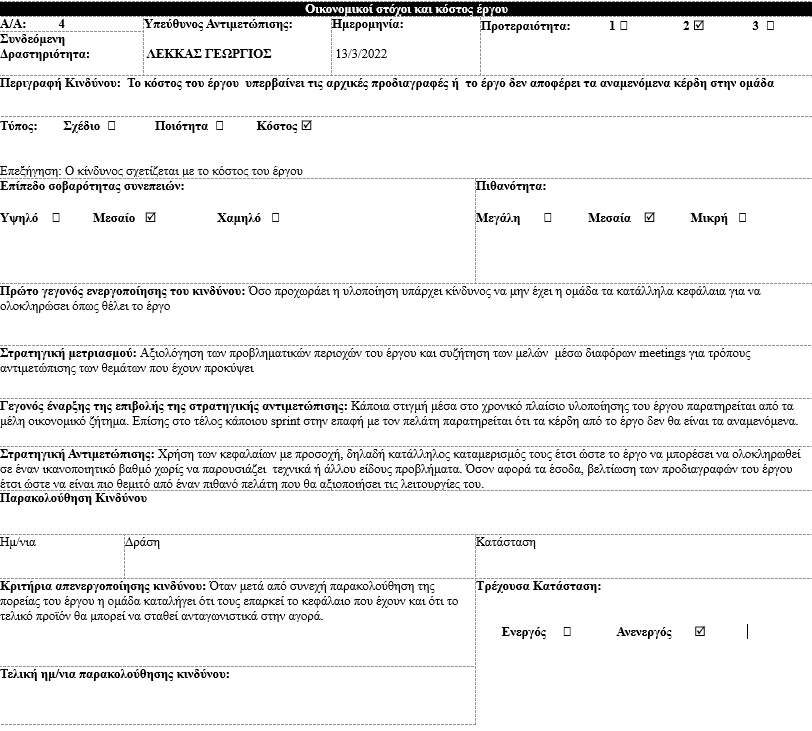 Οικονομικοί στόχοι και κόστος έργου
Α/Α: 4 Υπεύθυνος Αντιμετώπισης: Ημερομηνία: Προτεραιότητα: 1 ☐ 2 ☑ 3 ☐
Συνδεόμενη
Δραστηριότητα: ΛΕΚΚΑΣ ΓΕΩΡΓΙΟΣ 13/3/2022
Περιγραφή Κινδύνου: Το κόστος του έργου υπερβαίνει τις αρχικές προδιαγραφές ή το έργο δεν αποφέρει τα αναμενόμενα κέρδη στην ομάδα
Τύπος: Σχέδιο ☐ Ποιότητα ☐ Κόστος ☑
Επεξήγηση: Ο κίνδυνος σχετίζεται με το κόστος του έργου
Επίπεδο σοβαρότητας συνεπειών: Πιθανότητα:
Υψηλό ☐ Μεσαίο ☑ Χαμηλό ☐ Μεγάλη ☐ Μεσαία ☑ Μικρή ☐
Πρώτο γεγονός ενεργοποίησης του κινδύνου: Όσο προχωράει η υλοποίηση υπάρχει κίνδυνος να μην έχει η ομάδα τα κατάλληλα κεφάλαια για να
ολοκληρώσει όπως θέλει το έργο
Στρατηγική μετριασμού: Αξιολόγηση των προβληματικών περιοχών του έργου και συζήτηση των μελών μέσω διαφόρων meetings για τρόπους
αντιμετώπισης των θεμάτων που έχουν προκύψει
Γεγονός έναρξης της επιβολής της στρατηγικής αντιμετώπισης: Κάποια στιγμή μέσα στο χρονικό πλαίσιο υλοποίησης του έργου παρατηρείται από τα
μέλη οικονομικό ζήτημα. Επίσης στο τέλος κάποιου sprint στην επαφή με τον πελάτη παρατηρείται ότι τα κέρδη από το έργο δεν θα είναι τα αναμενόμενα.
Στρατηγική Αντιμετώπισης: Χρήση των κεφαλαίων με προσοχή, δηλαδή κατάλληλος καταμερισμός τους έτσι ώστε το έργο να μπορέσει να ολοκληρωθεί
σε έναν ικανοποιητικό βαθμό χωρίς να παρουσιάζει τεχνικά ή άλλου είδους προβλήματα. Όσον αφορά τα έσοδα, βελτίωση των προδιαγραφών του έργου
έτσι ώστε να είναι πιο θεμιτό από έναν πιθανό πελάτη που θα αξιοποιήσει τις λειτουργίες του.
Παρακολούθηση Κινδύνου
Ημ/νια Δράση Κατάσταση
Κριτήρια απενεργοποίησης κινδύνου: Όταν μετά από συνεχή παρακολούθηση της
πορείας του έργου η ομάδα καταλήγει ότι τους επαρκεί το κεφάλαιο που έχουν και ότι το
τελικό προϊόν θα μπορεί να σταθεί ανταγωνιστικά στην αγορά.
Τρέχουσα Κατάσταση:
Ενεργός ☐ Ανενεργός ☑
Τελική ημ/νια παρακολούθησης κινδύνου: